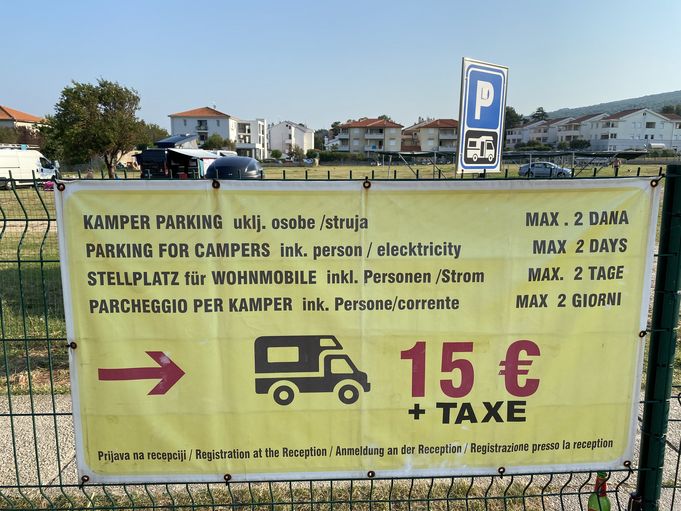 P
KAMPER PARKING uklj. osobe /struja MAX . 2 DANA
PARKING FOR CAMPERS ink. person / elecktricity MAX 2 DAYS
STELLPLATZ für WOHNMOBILE inkl. Personen /Strom MAX. 2 TAGE
PARCHEGGIO PER KAMPER ink. Persone/corrente MAX 2 GIORNI
15 €
+ TAXE
Prijava na recepciji / Registration at the Reception / Anmeldung an der Reception / Registrazione presso la reception